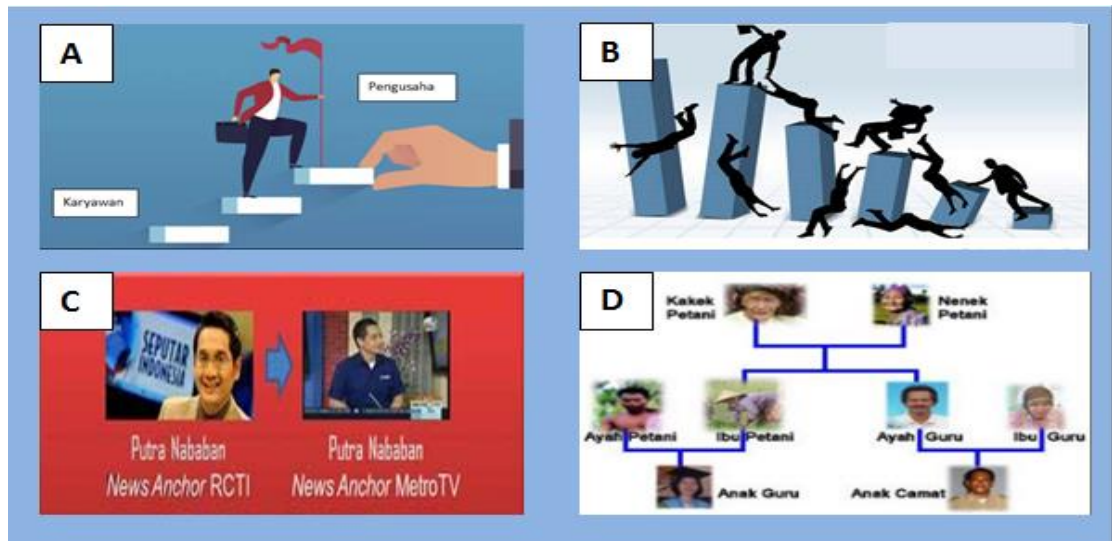 A
Pengusaha
Karyawan
B
C
SEPUTAR
INDONESIA
Putra Nababan
News Anchor RCTI
Putra Nababan
News Anchor MetroTV
D
Kakek
Petani
Nenek
Petani
Ayah Petani
Ibu Petani
Ayah Guru
Ibu Guru
Anak Guru
Anak Camat